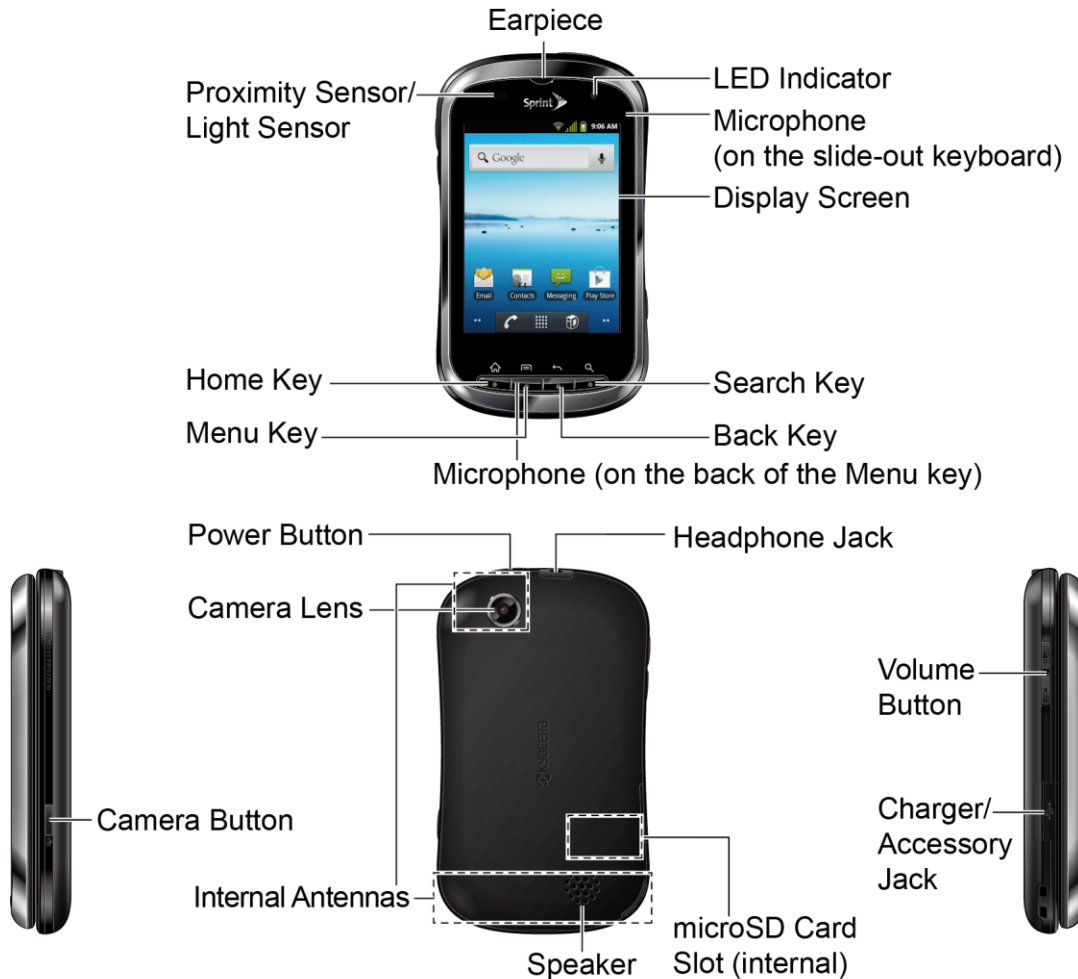 Earpiece
Proximity Sensor/
Light Sensor
LED Indicator
Microphone
(on the slide-out keyboard)
Display Screen
Sprint
9:06 AM
Google
Email
Contacts
Messaging
Play Store
Home Key
Menu Key
Search Key
Back Key
Microphone (on the back of the Menu key)
Power Button
Headphone Jack
Camera Lens
Volume
Button
KYOCERA
Camera Button
Charger/
Accessory
Jack
Internal Antennas
Speaker
microSD Card
Slot (internal)